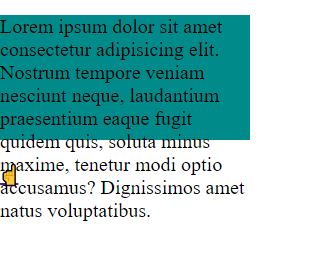 Lorem ipsum dolor sit amet
consectetur adipisicing elit.
Nostrum tempore veniam
nesciunt neque, laudantium
praesentium eaque fugit
quidem quis, soluta minus
maxime, tenetur modi optio
accusamus? Dignissimos amet
natus voluptatibus.